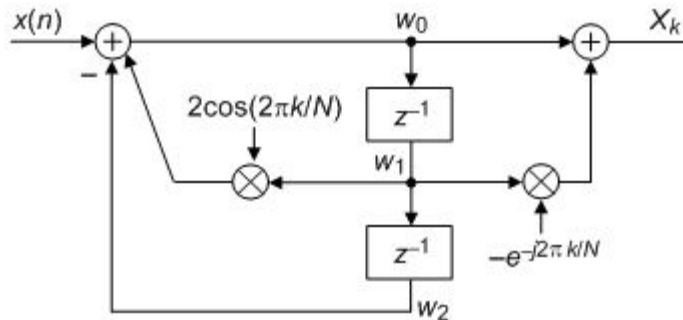 x(n)
+
w₀
+
Xₖ
−
2cos(2πk/N)
z⁻¹
w₁
z⁻¹
−e^(−j2πk/N)
w₂